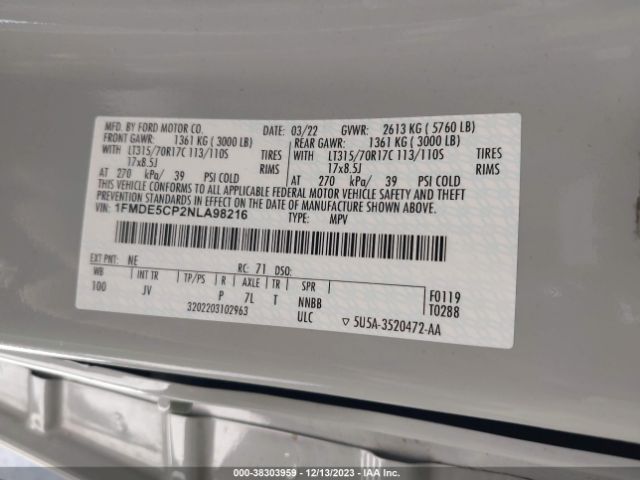 MFD. BY FORD MOTOR CO. DATE: 03/22 GVWR: 2613 KG ( 5760 LB)
FRONT GAWR: 1361 KG ( 3000 LB) REAR GAWR: 1361 KG ( 3000 LB)
WITH LT315/70R17C 113/110S TIRES WITH LT315/70R17C 113/110S TIRES
17x8.5J RIMS 17x8.5J RIMS
AT 270 kPa/ 39 PSI COLD AT 270 kPa/ 39 PSI COLD
THIS VEHICLE CONFORMS TO ALL APPLICABLE FEDERAL MOTOR VEHICLE SAFETY AND THEFT
PREVENTION STANDARDS IN EFFECT ON THE DATE OF MANUFACTURE SHOWN ABOVE.
VIN: 1FMDE5CP2NLA98216 TYPE: MPV
EXT PNT: NE RC: 71 DSO:
WB INT TR TP/PS R AXLE TR SPR
100 JV P 7L T NNBB F0119
3202203102963 ULC T0288
▽ 5U5A-3520472-AA
000-38303959 - 12/13/2023 - IAA Inc.